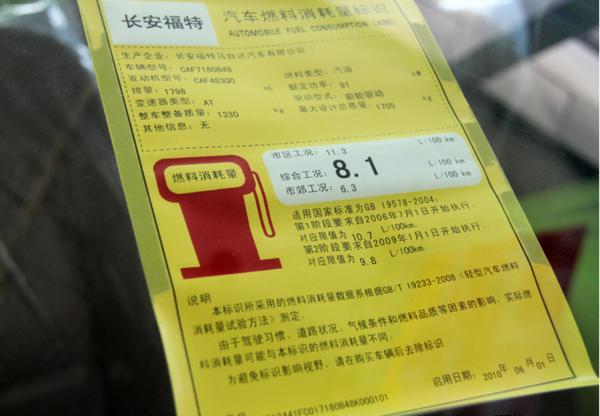 长安福特
汽车燃料消耗量标识
AUTOMOBILE FUEL CONSUMPTION LABEL
生产企业：长安福特马自达汽车有限公司
车辆型号：CAF7180B48
发动机型号：CAF483Q0 燃料类型：汽油
排量：1798 mL 额定功率：91 kW
变速器类型：AT 驱动型式：前轮驱动
整车整备质量：1330 kg 最大设计总质量：1705 kg
其他信息：无
燃料消耗量
市区工况：11.3 L/100 km
综合工况：8.1 L/100 km
市郊工况：6.3 L/100 km
适用国家标准为GB 19578-2004:
第1阶段要求自2006年7月1日开始执行.
对应限值为 10.7 L/100km.
第2阶段要求自2009年1月1日开始执行.
对应限值为 9.8 L/100km.
说明
本标识所采用的燃料消耗量数据系根据GB/T 19233-2008《轻型汽车燃料
消耗量试验方法》测定.
由于驾驶习惯、道路状况、气候条件和燃料品质等因素的影响，实际燃
料消耗量可能与本标识的燃料消耗量不同.
为避免标识影响视野，请在购买车辆后去除标识
启用日期：2010年 06月 01日